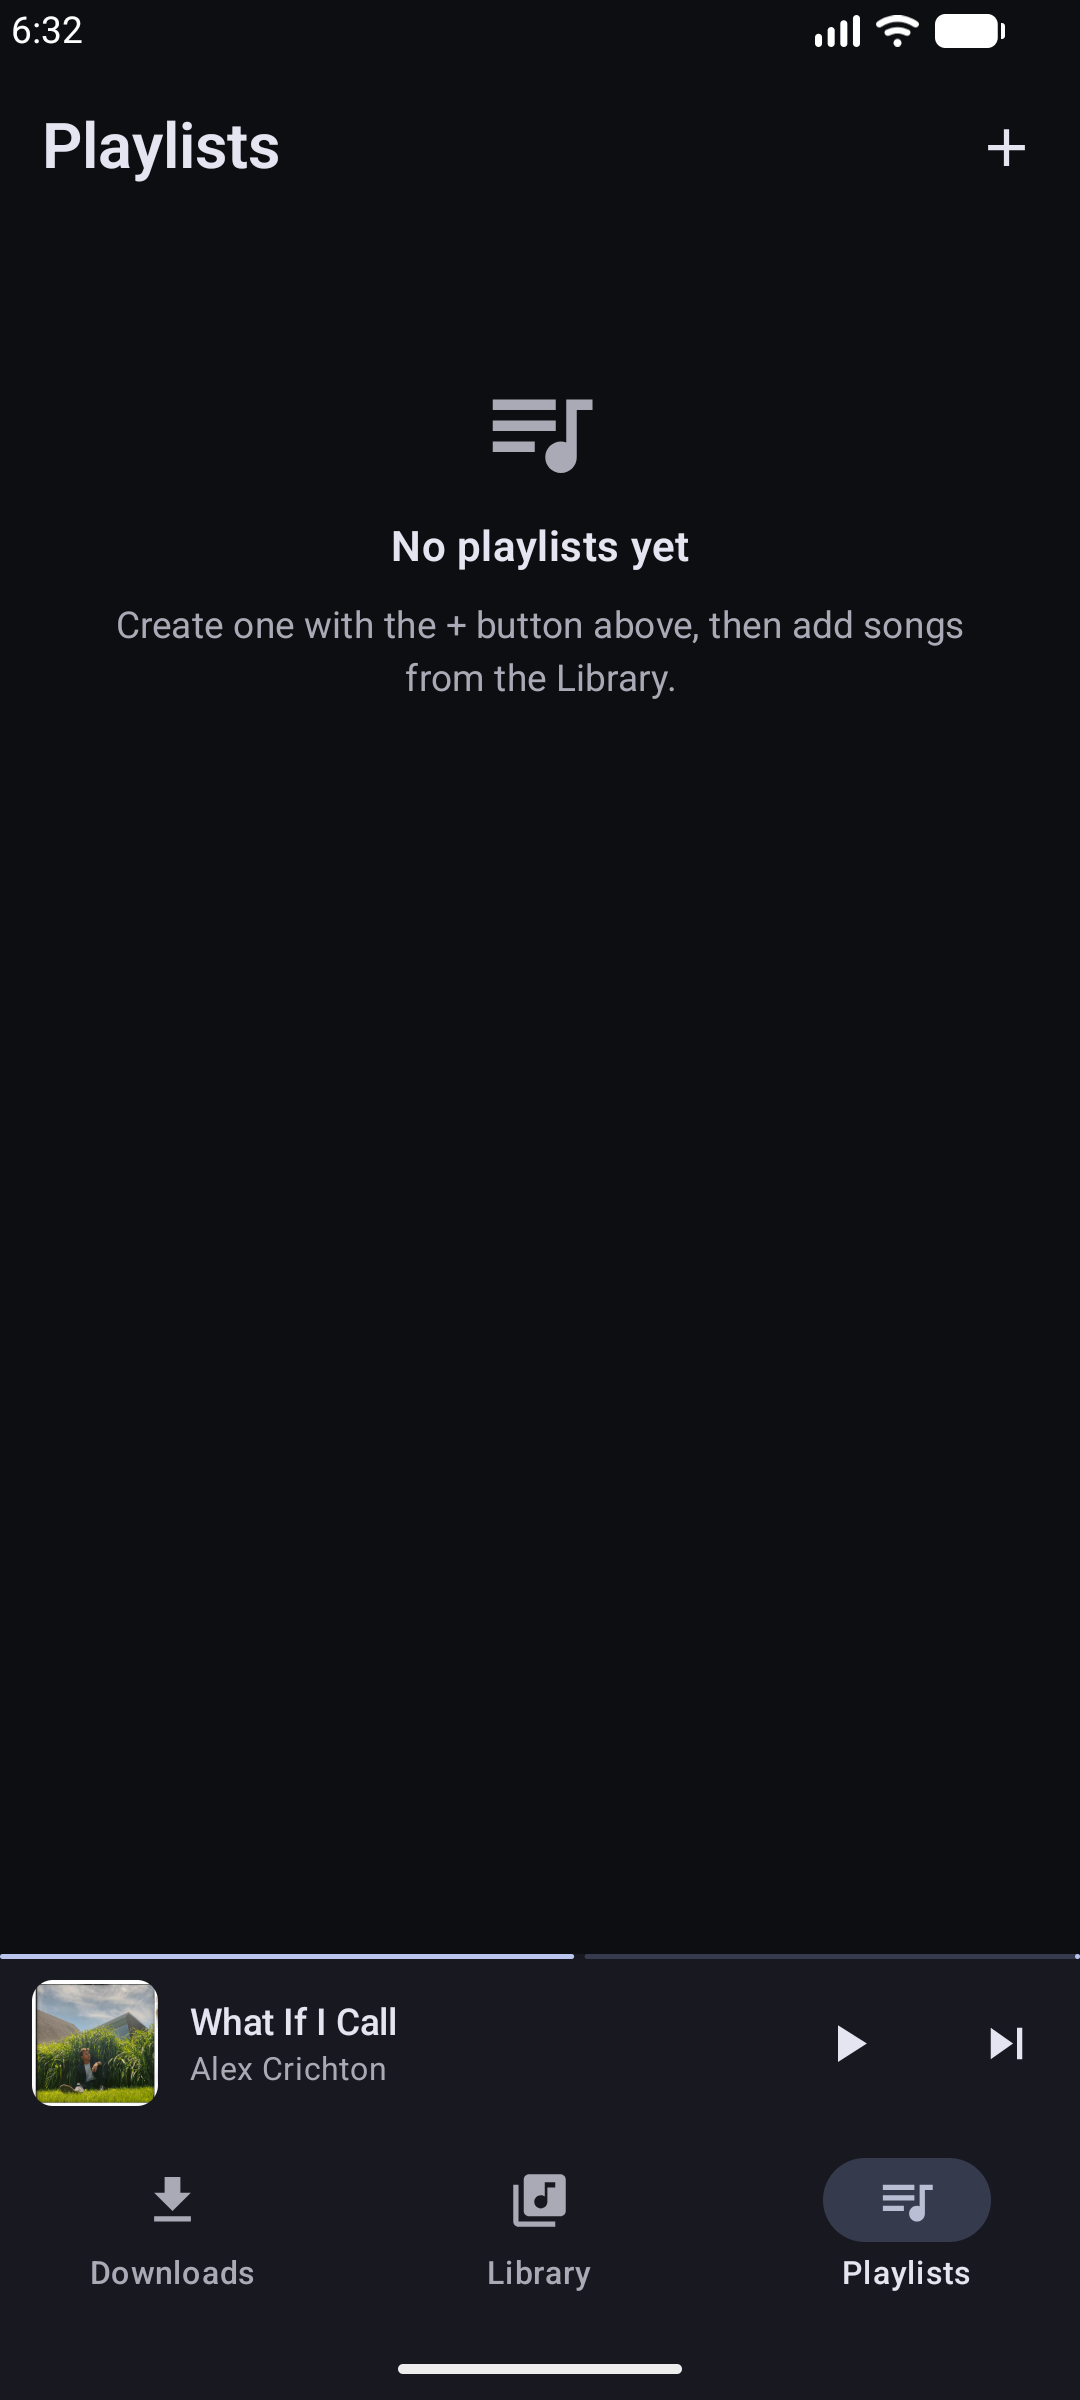 6:32
Playlists
No playlists yet
Create one with the + button above, then add songs
from the Library.
What If I Call
Alex Crichton
Downloads
Library
Playlists